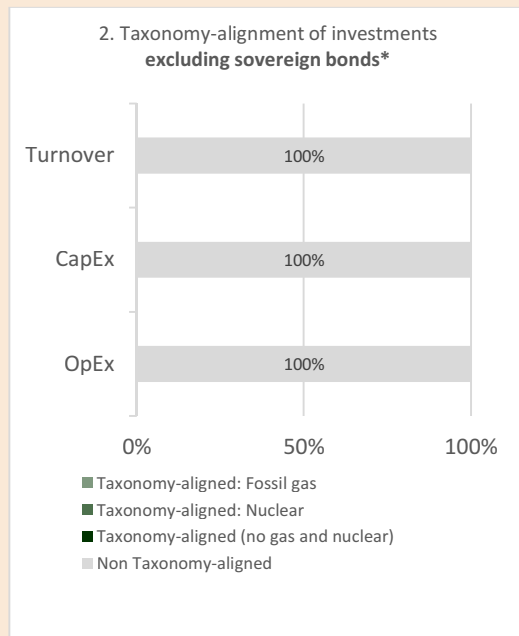 2. Taxonomy-alignment of investments
excluding sovereign bonds*
Turnover
100%
CapEx
100%
OpEx
100%
0%
50%
100%
Taxonomy-aligned: Fossil gas
Taxonomy-aligned: Nuclear
Taxonomy-aligned (no gas and nuclear)
Non Taxonomy-aligned